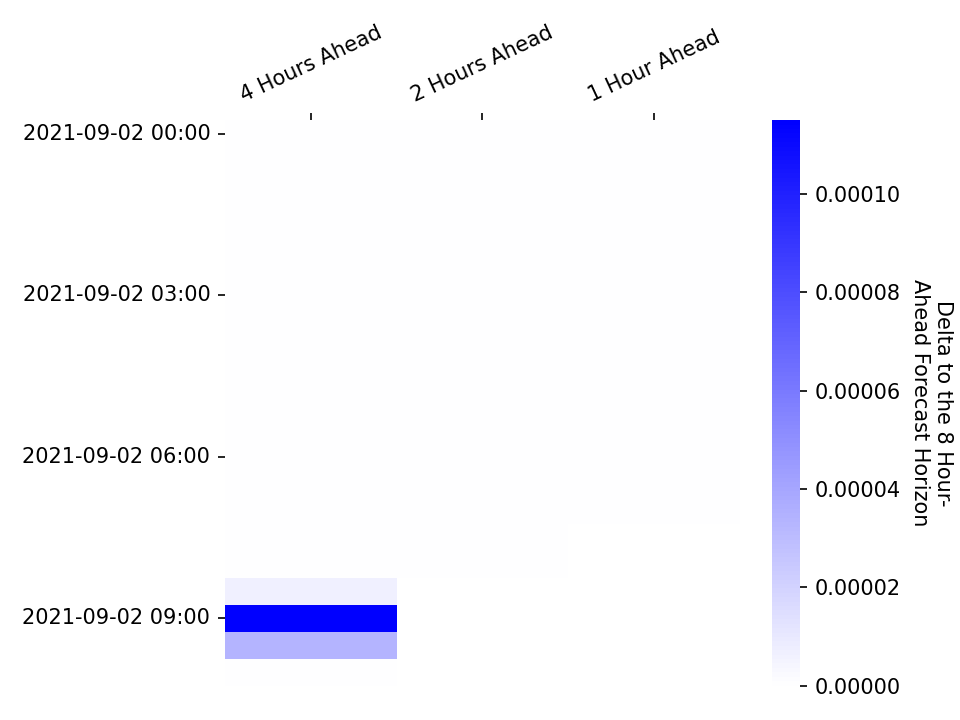 4 Hours Ahead
2 Hours Ahead
1 Hour Ahead
2021-09-02 00:00
2021-09-02 03:00
2021-09-02 06:00
2021-09-02 09:00
0.00010
0.00008
0.00006
0.00004
0.00002
0.00000
Delta to the 8 Hour-
Ahead Forecast Horizon